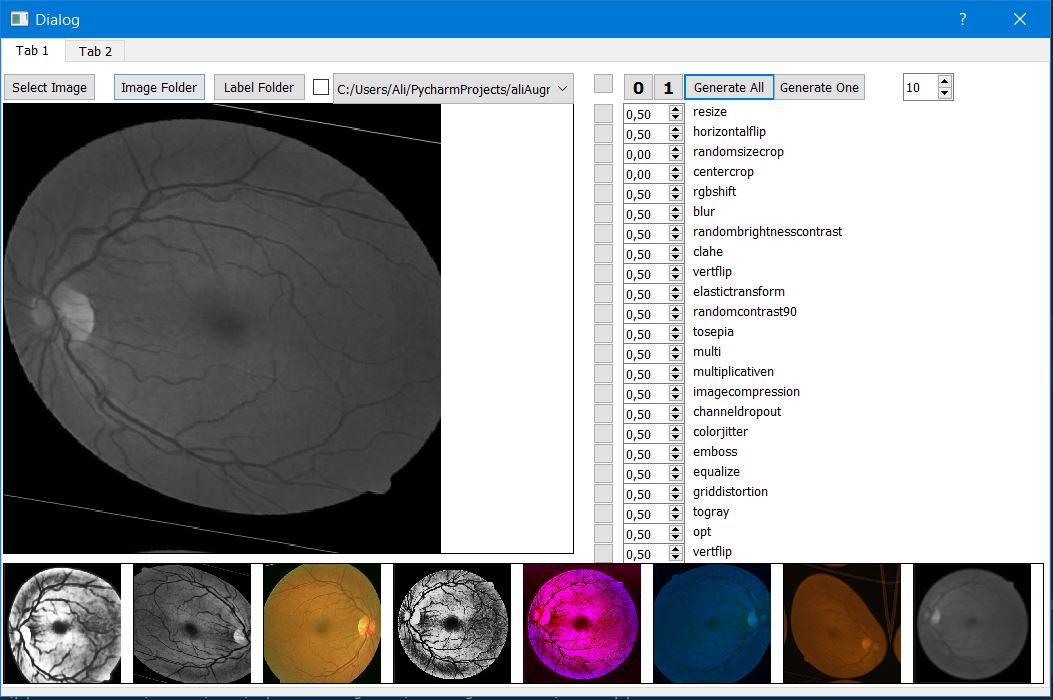 Dialog ?
Tab 1 Tab 2
Select Image Image Folder Label Folder C:/Users/Ali/PycharmProjects/aliAugr 0 1 Generate All Generate One 10
0,50 resize
0,50 horizontalflip
0,00 randomsizecrop
0,00 centercrop
0,50 rgbshift
0,50 blur
0,50 randombrightnesscontrast
0,50 clahe
0,50 vertflip
0,50 elastictransform
0,50 randomcontrast90
0,50 tosepia
0,50 multi
0,50 multiplicativen
0,50 imagecompression
0,50 channeldropout
0,50 colorjitter
0,50 emboss
0,50 equalize
0,50 griddistortion
0,50 togray
0,50 opt
0,50 vertflip